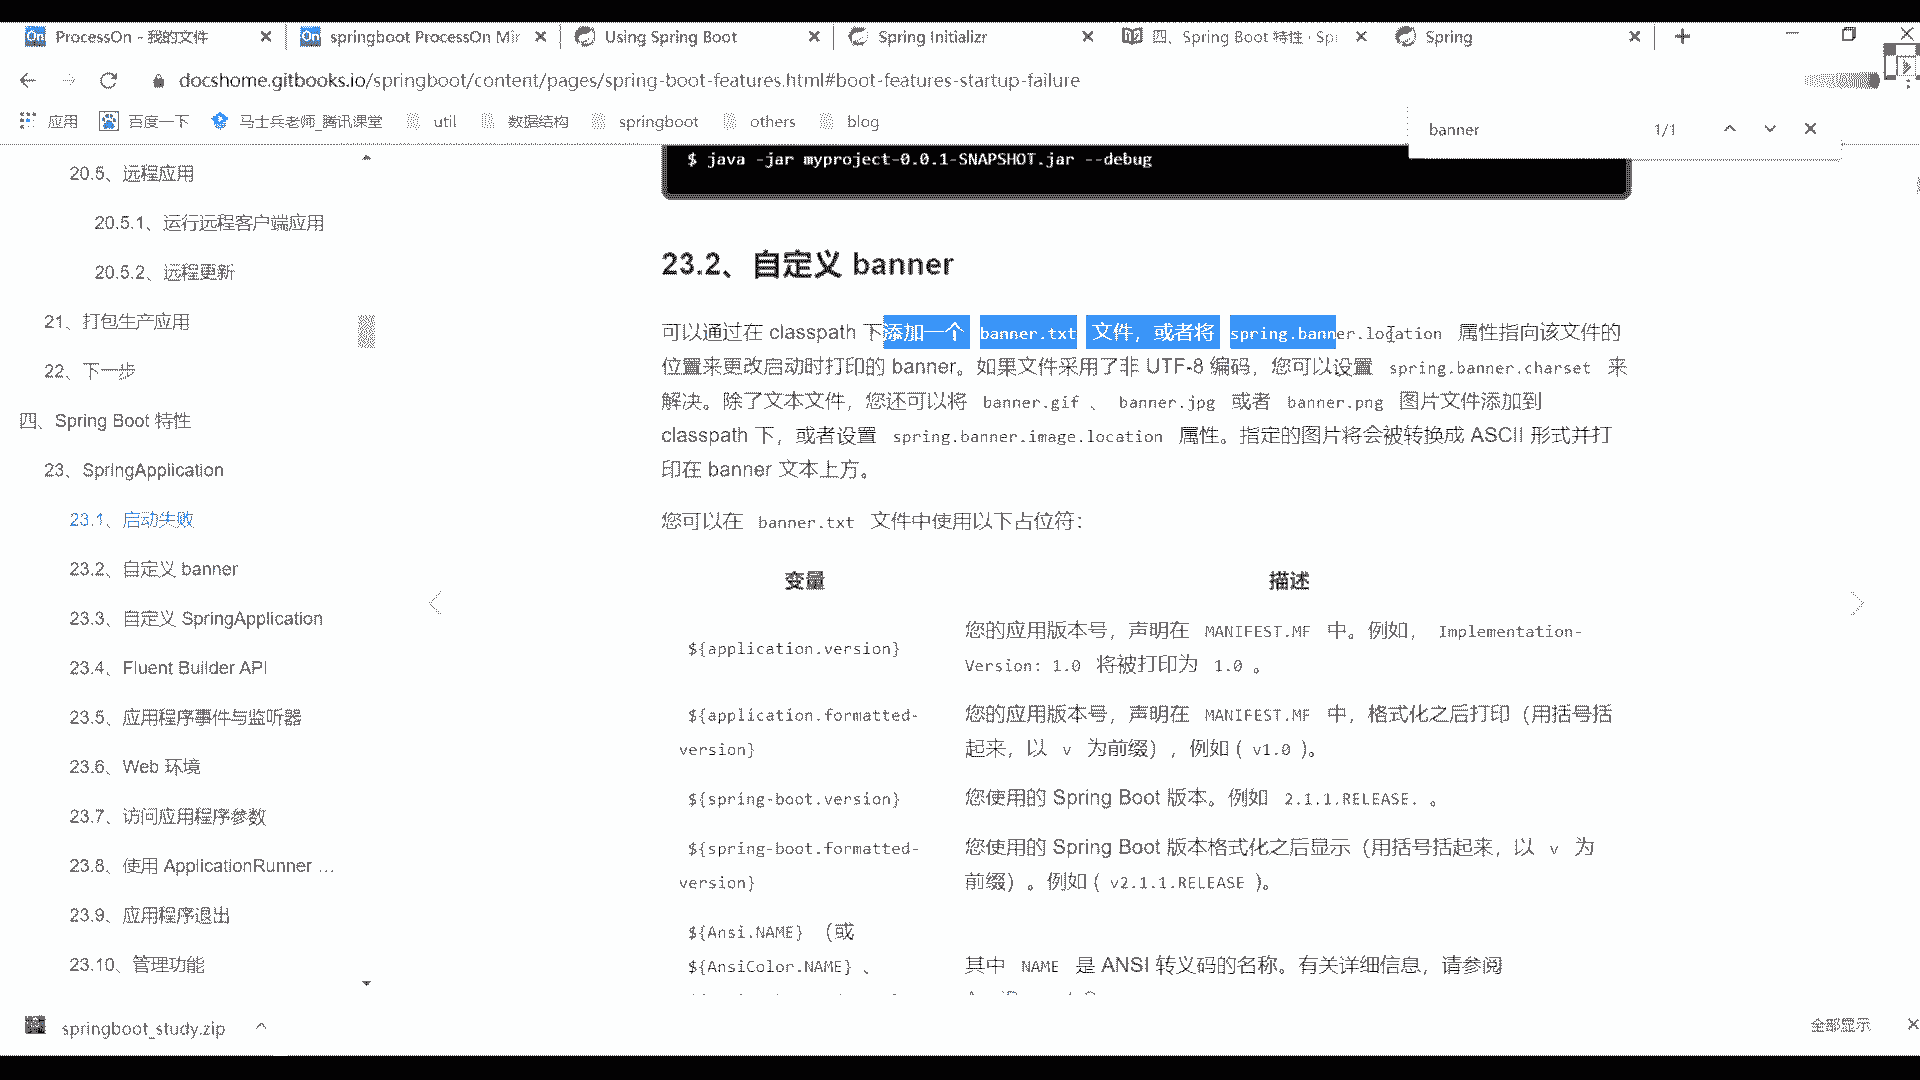 ProcessOn - 我的文件
springboot ProcessOn Mir
Using Spring Boot
Spring Initializr
四、Spring Boot 特性 · Spr
Spring
docshome.gitbooks.io/springboot/content/pages/spring-boot-features.html#boot-features-startup-failure
应用
百度一下
马士兵老师_腾讯课堂
util
数据结构
springboot
others
blog
banner
1/1
20.5、远程应用
20.5.1、运行远程客户端应用
20.5.2、远程更新
21、打包生产应用
22、下一步
四、Spring Boot 特性
23、SpringApplication
23.1、启动失败
23.2、自定义 banner
23.3、自定义 SpringApplication
23.4、Fluent Builder API
23.5、应用程序事件与监听器
23.6、Web 环境
23.7、访问应用程序参数
23.8、使用 ApplicationRunner …
23.9、应用程序退出
23.10、管理功能
$ java -jar myproject-0.0.1-SNAPSHOT.jar --debug
23.2、自定义 banner
可以通过在 classpath 下添加一个 banner.txt 文件，或者将 spring.banner.location 属性指向该文件的
位置来更改启动时打印的 banner。如果文件采用了非 UTF-8 编码，您可以设置 spring.banner.charset 来
解决。除了文本文件，您还可以将 banner.gif 、 banner.jpg 或者 banner.png 图片文件添加到
classpath 下，或者设置 spring.banner.image.location 属性。指定的图片将会被转换成 ASCII 形式并打
印在 banner 文本上方。
您可以在 banner.txt 文件中使用以下占位符：
变量
描述
${application.version}
您的应用版本号，声明在 MANIFEST.MF 中。例如， Implementation-
Version: 1.0 将被打印为 1.0 。
${application.formatted-
version}
您的应用版本号，声明在 MANIFEST.MF 中，格式化之后打印（用括号括
起来，以 v 为前缀），例如 ( v1.0 )。
${spring-boot.version}
您使用的 Spring Boot 版本。例如 2.1.1.RELEASE. 。
${spring-boot.formatted-
version}
您使用的 Spring Boot 版本格式化之后显示（用括号括起来，以 v 为
前缀）。例如 ( v2.1.1.RELEASE )。
${Ansi.NAME} （或
${AnsiColor.NAME} 、
其中 NAME 是 ANSI 转义码的名称。有关详细信息，请参阅
springboot_study.zip
全部显示